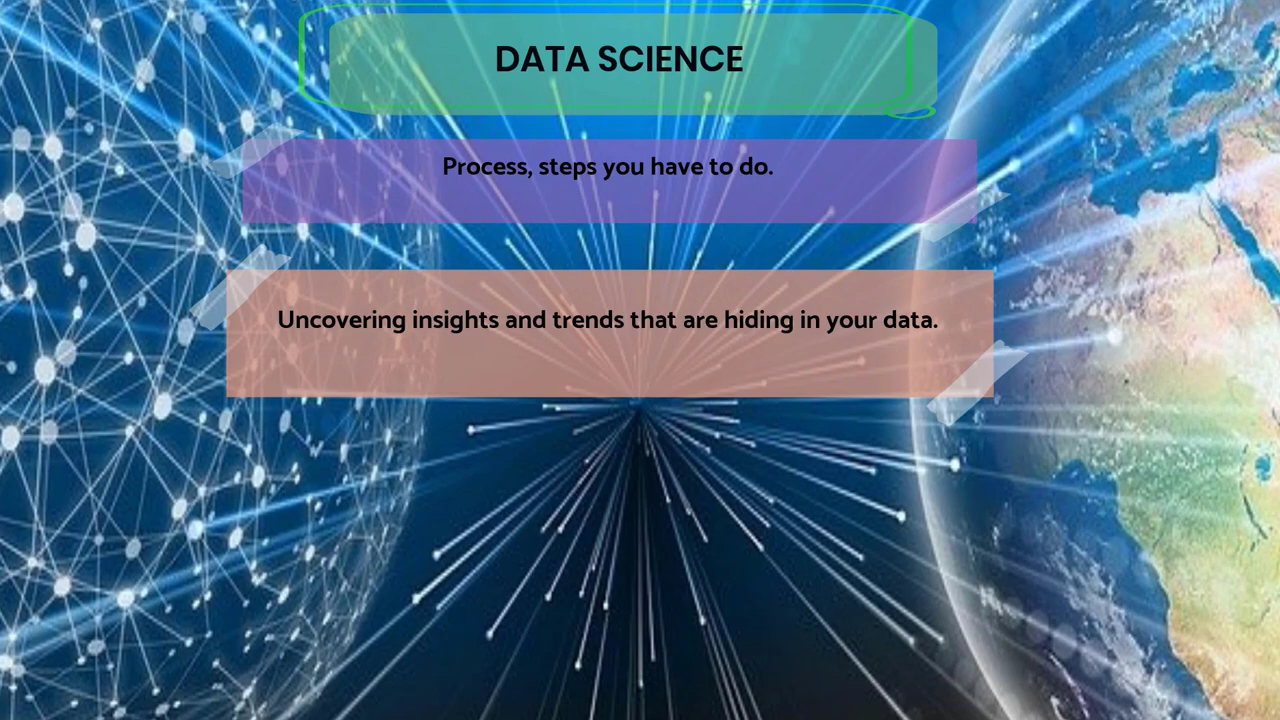 DATA SCIENCE
Process, steps you have to do.
Uncovering insights and trends that are hiding in your data.